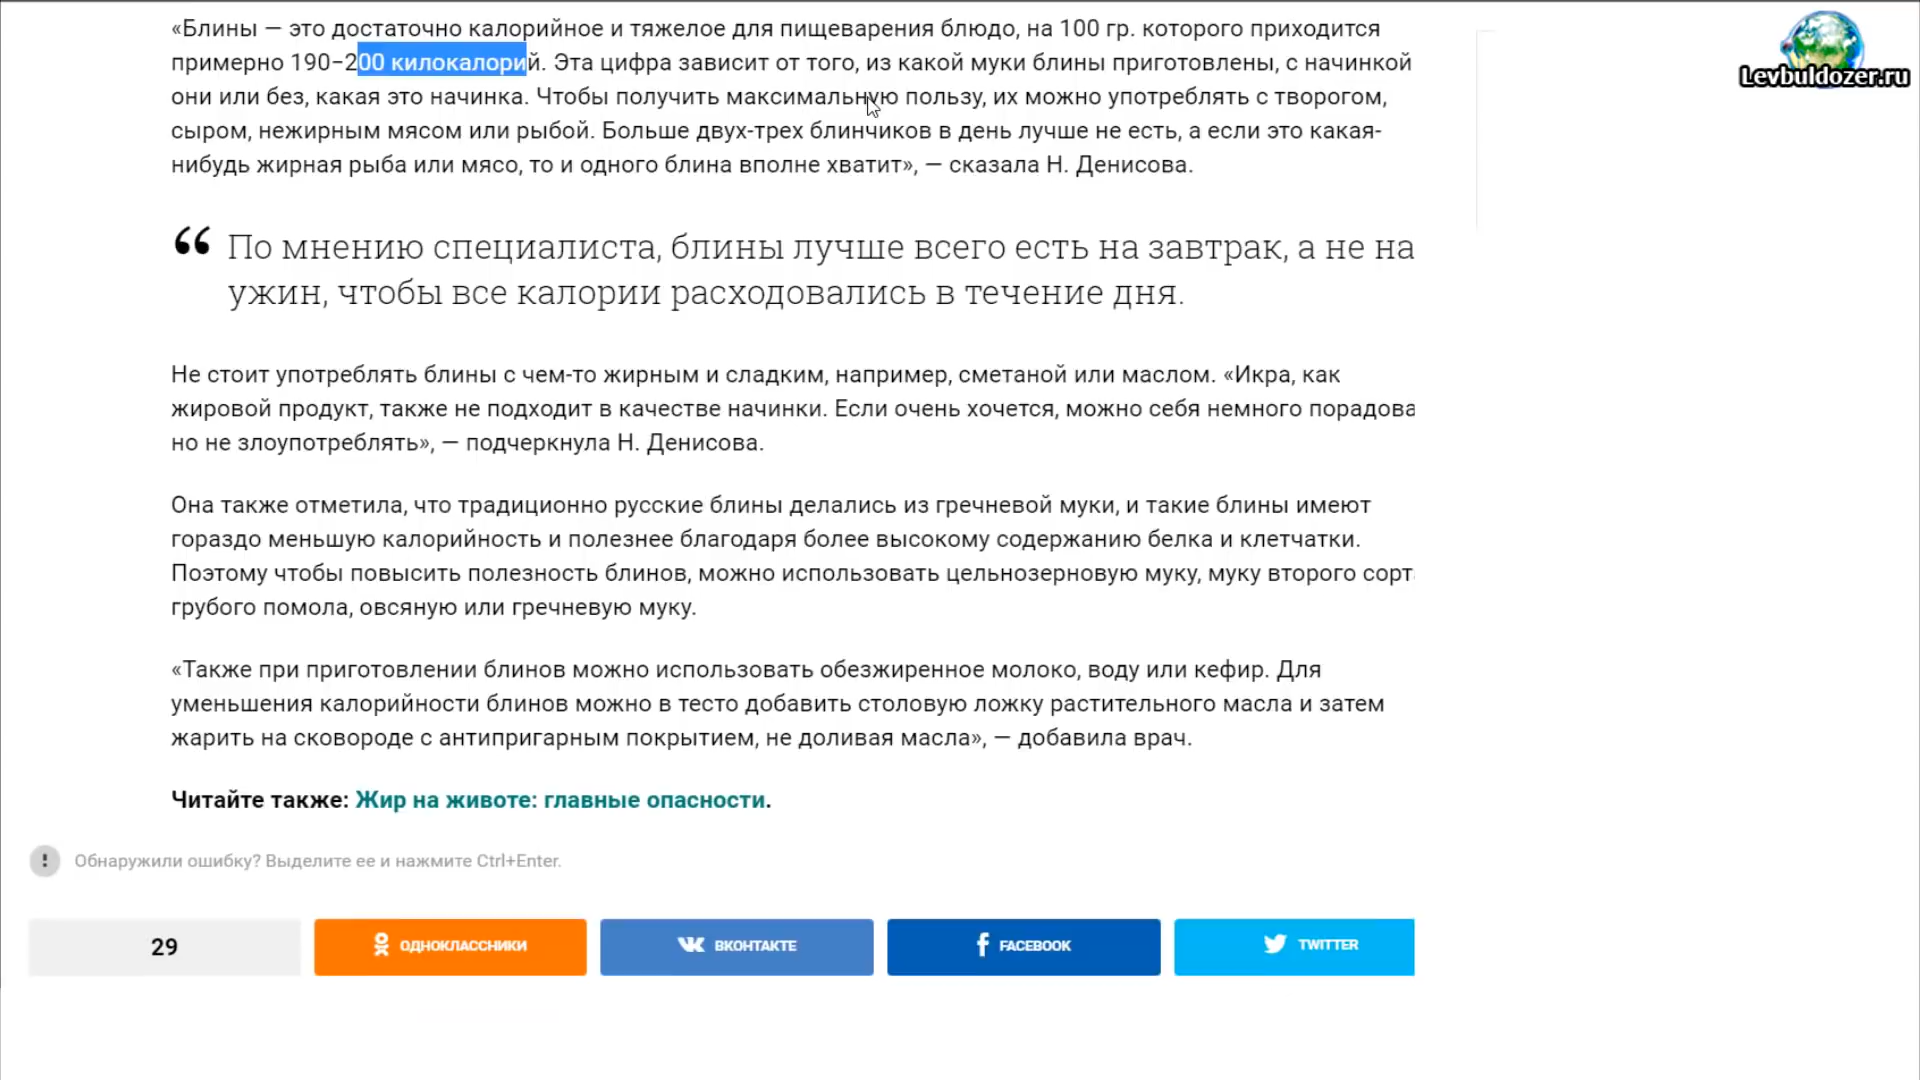 «Блины — это достаточно калорийное и тяжелое для пищеварения блюдо, на 100 гр. которого приходится
примерно 190–200 килокалорий. Эта цифра зависит от того, из какой муки блины приготовлены, с начинкой
они или без, какая это начинка. Чтобы получить максимальную пользу, их можно употреблять с творогом,
сыром, нежирным мясом или рыбой. Больше двух-трех блинчиков в день лучше не есть, а если это какая-
нибудь жирная рыба или мясо, то и одного блина вполне хватит», — сказала Н. Денисова.
“ По мнению специалиста, блины лучше всего есть на завтрак, а не на
ужин, чтобы все калории расходовались в течение дня.
Не стоит употреблять блины с чем-то жирным и сладким, например, сметаной или маслом. «Икра, как
жировой продукт, также не подходит в качестве начинки. Если очень хочется, можно себя немного порадова
но не злоупотреблять», — подчеркнула Н. Денисова.
Она также отметила, что традиционно русские блины делались из гречневой муки, и такие блины имеют
гораздо меньшую калорийность и полезнее благодаря более высокому содержанию белка и клетчатки.
Поэтому чтобы повысить полезность блинов, можно использовать цельнозерновую муку, муку второго сорта
грубого помола, овсяную или гречневую муку.
«Также при приготовлении блинов можно использовать обезжиренное молоко, воду или кефир. Для
уменьшения калорийности блинов можно в тесто добавить столовую ложку растительного масла и затем
жарить на сковороде с антипригарным покрытием, не доливая масла», — добавила врач.
Читайте также: Жир на животе: главные опасности.
! Обнаружили ошибку? Выделите ее и нажмите Ctrl+Enter.
29 ОДНОКЛАССНИКИ ВКОНТАКТЕ FACEBOOK TWITTER
Levbuldozer.ru